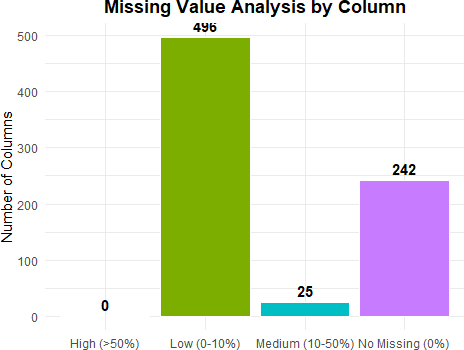 Missing Value Analysis by Column
Number of Columns
500
400
300
200
100
0
496
242
25
0
High (>50%)
Low (0-10%)
Medium (10-50%)
No Missing (0%)